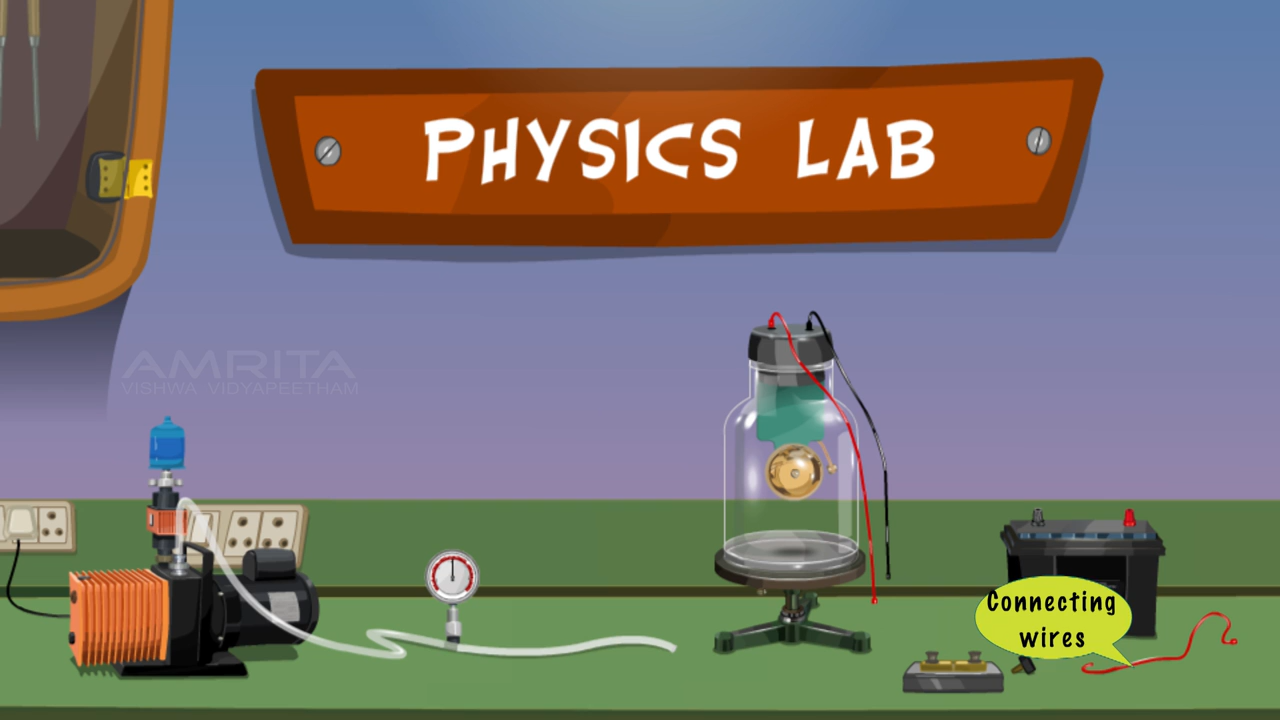 PHYSICS LAB
AMRITA
VISHWA VIDYAPEETHAM
Connecting
wires